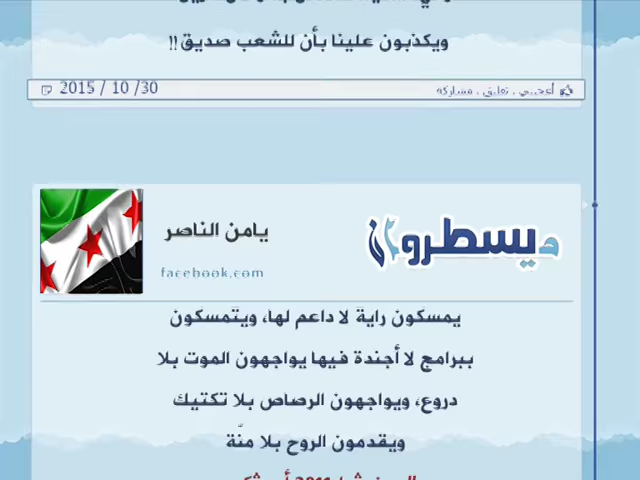 ويكذبون علينا بأن للشعب صديق!!
أعجبني . تعليق . مشاركة
2015 / 10 /30
يامن الناصر
facebook.com
يمسكون راية لا داعم لها، ويتمسكون
ببرامج لا أجندة فيها يواجهون الموت بلا
دروع، ويواجهون الرصاص بلا تكتيك
ويقدمون الروح بلا منّة